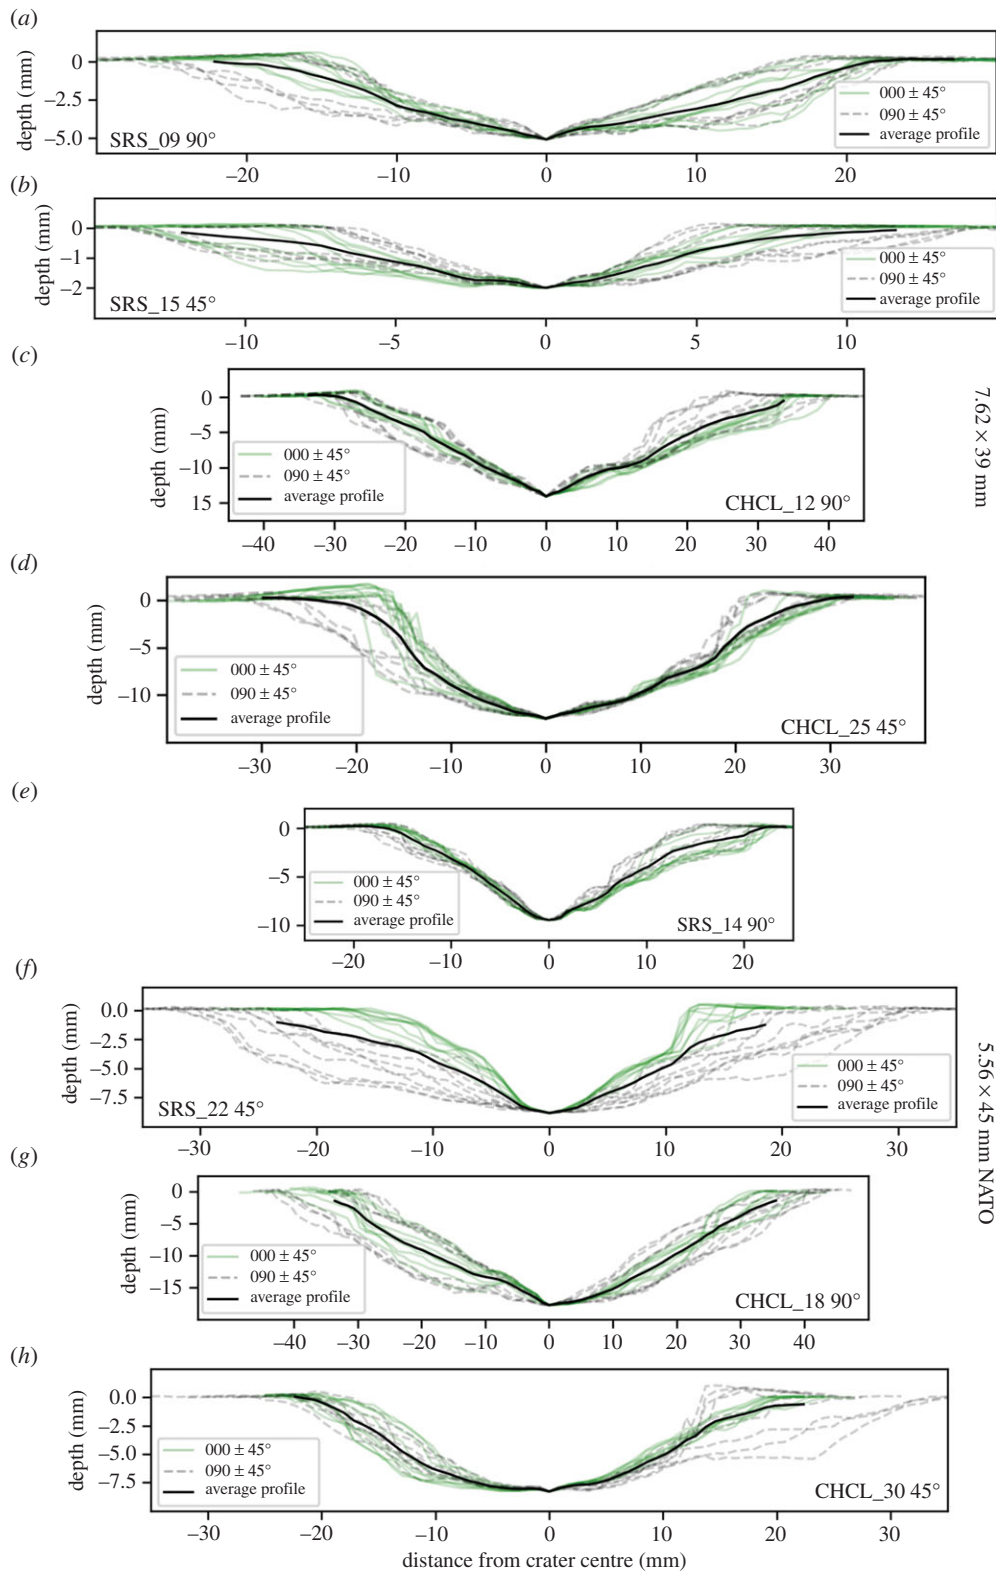 (a)
0
−2.5
−5.0
depth (mm)
SRS_09 90°
000 ± 45°
090 ± 45°
average profile
−20 −10 0 10 20
(b)
0
−1
−2
depth (mm)
SRS_15 45°
000 ± 45°
090 ± 45°
average profile
−10 −5 0 5 10
(c)
0
−5
−10
15
depth (mm)
000 ± 45°
090 ± 45°
average profile
CHCL_12 90°
−40 −30 −20 −10 0 10 20 30 40
7.62 × 39 mm
(d)
0
−5
−10
depth (mm)
000 ± 45°
090 ± 45°
average profile
CHCL_25 45°
−30 −20 −10 0 10 20 30
(e)
0
−5
−10
depth (mm)
000 ± 45°
090 ± 45°
average profile
SRS_14 90°
−20 −10 0 10 20
(f)
0.0
−2.5
−5.0
−7.5
depth (mm)
SRS_22 45°
000 ± 45°
090 ± 45°
average profile
−30 −20 −10 0 10 20 30
5.56 × 45 mm NATO
(g)
0
−5
−10
−15
depth (mm)
000 ± 45°
090 ± 45°
average profile
CHCL_18 90°
−40 −30 −20 −10 0 10 20 30 40
(h)
0.0
−2.5
−5.0
−7.5
depth (mm)
000 ± 45°
090 ± 45°
average profile
CHCL_30 45°
−30 −20 −10 0 10 20 30
distance from crater centre (mm)